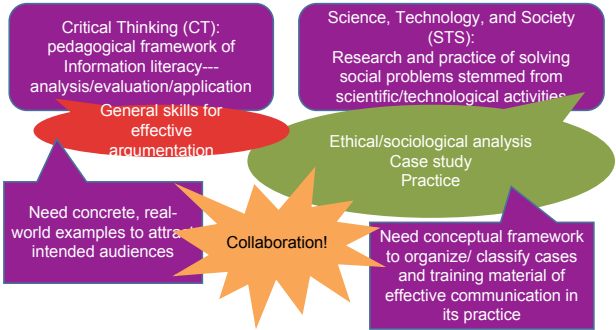 Critical Thinking (CT):
pedagogical framework of
Information literacy---
analysis/evaluation/application
Science, Technology, and Society
(STS):
Research and practice of solving
social problems stemmed from
scientific/technological activities
General skills for
effective
argumentation
Ethical/sociological analysis
Case study
Practice
Need concrete, real-
world examples to attract
intended audiences
Collaboration!
Need conceptual framework
to organize/ classify cases
and training material of
effective communication in
its practice